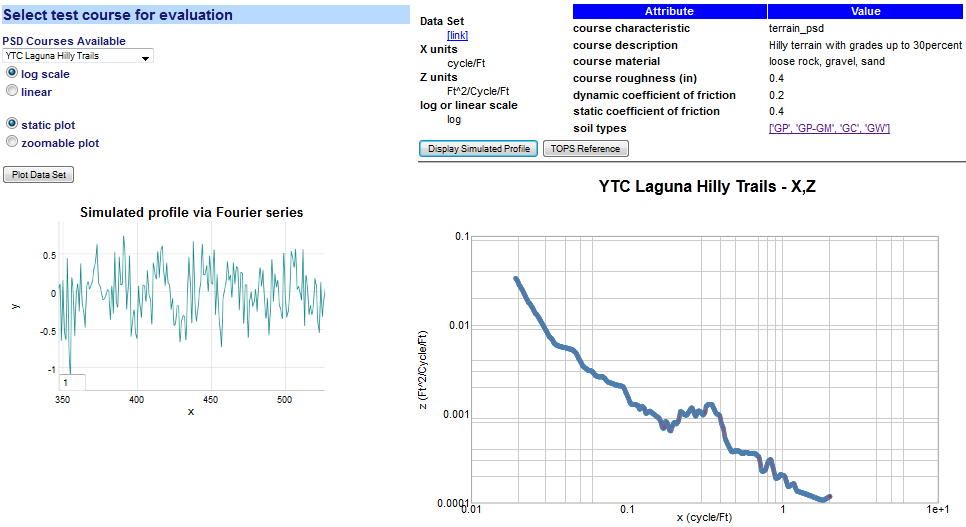 Select test course for evaluation
PSD Courses Available
YTC Laguna Hilly Trails
log scale
linear
static plot
zoomable plot
Plot Data Set
Data Set
[link]
X units
cycle/Ft
Z units
Ft^2/Cycle/Ft
log or linear scale
log
Attribute Value
course characteristic terrain_psd
course description Hilly terrain with grades up to 30percent
course material loose rock, gravel, sand
course roughness (in) 0.4
dynamic coefficient of friction 0.2
static coefficient of friction 0.4
soil types ['GP', 'GP-GM', 'GC', 'GW']
Display Simulated Profile TOPS Reference
Simulated profile via Fourier series
y
0.5
0
-0.5
-1
1
350 400 450 500
x
YTC Laguna Hilly Trails - X,Z
z (Ft^2/Cycle/Ft)
0.1
0.01
0.001
0.0001
0.01 0.1 1 1e+1
x (cycle/Ft)